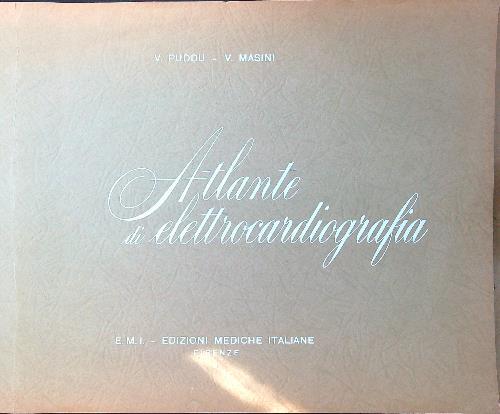 V. PUDDU - V. MASINI
Atlante
di elettrocardiografia
E.M.I. - EDIZIONI MEDICHE ITALIANE
FIRENZE